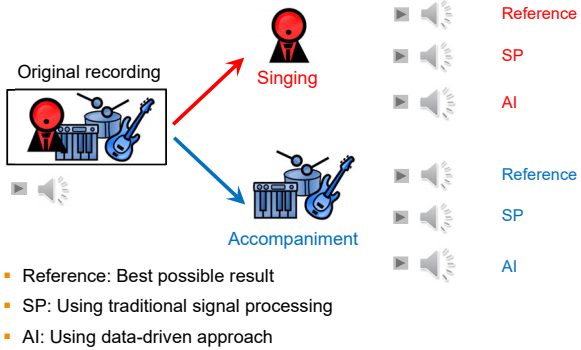 Original recording
Singing
Reference
SP
AI
Accompaniment
Reference
SP
AI
Reference: Best possible result
SP: Using traditional signal processing
AI: Using data-driven approach